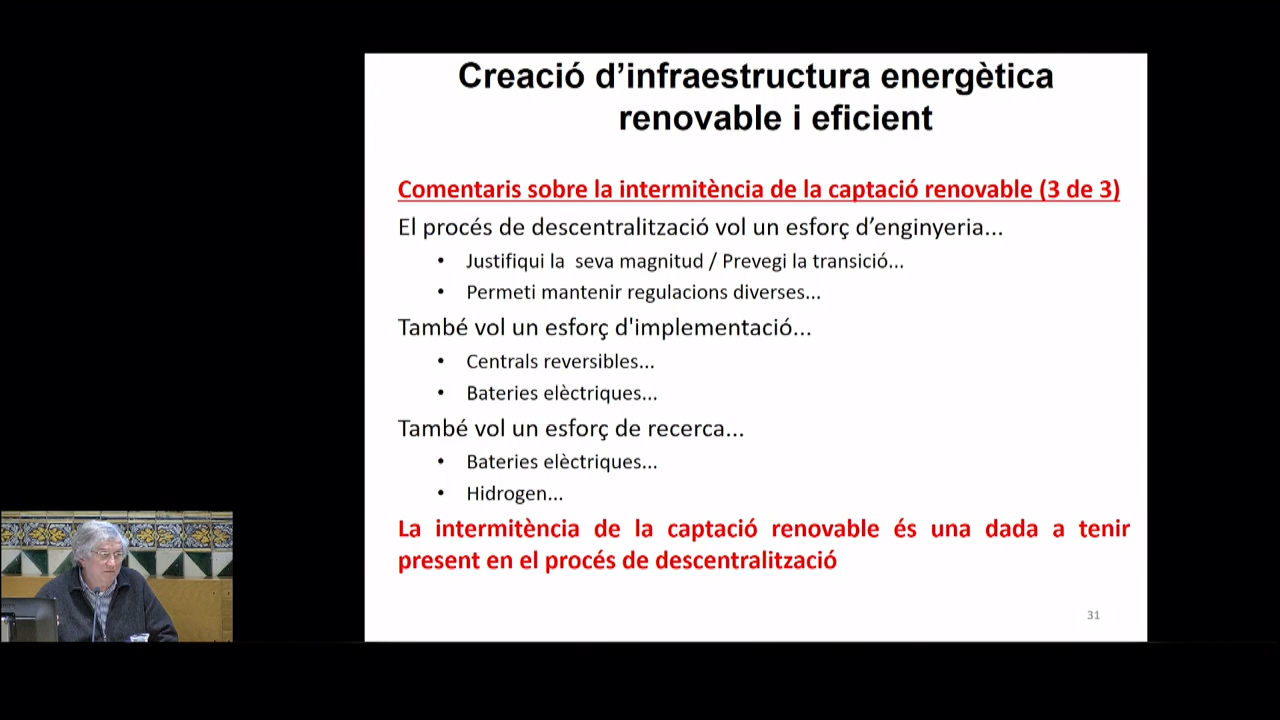 Creació d’infraestructura energètica
renovable i eficient
Comentaris sobre la intermitència de la captació renovable (3 de 3)
El procés de descentralització vol un esforç d’enginyeria...
• Justifiqui la  seva magnitud / Prevegi la transició...
• Permeti mantenir regulacions diverses...
També vol un esforç d'implementació...
• Centrals reversibles...
• Bateries elèctriques...
També vol un esforç de recerca...
• Bateries elèctriques...
• Hidrogen...
La intermitència de la captació renovable és una dada a tenir
present en el procés de descentralització
31